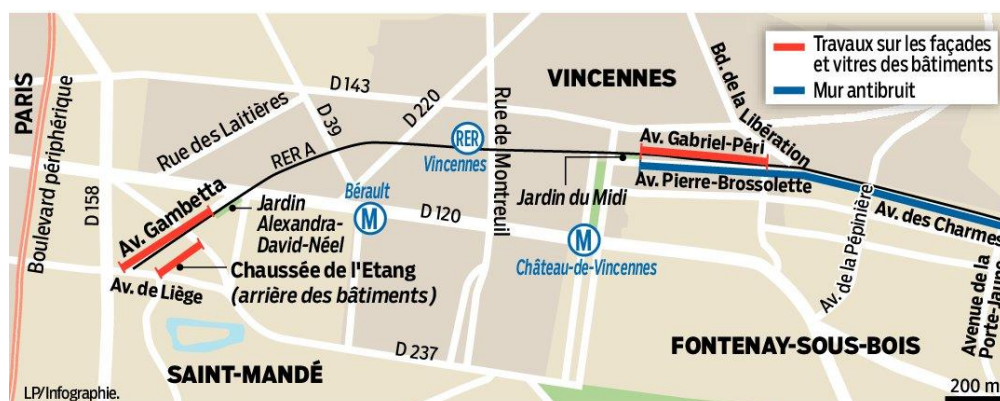 PARIS
Boulevard périphérique
D 158
Rue des Laitières
D 143
D 39
D 220
RER A
RER
Vincennes
Rue de Montreuil
VINCENNES
Bd. de la Libération
Travaux sur les façades
et vitres des bâtiments
Mur antibruit
Av. Gabriel-Péri
Jardin du Midi
Av. Pierre-Brossolette
Av. des Charmes
Av. de la Pépinière
Avenue de la
Porte-Jaune
Av. Gambetta
Jardin
Alexandra-
David-Néel
Bérault
M
D 120
M
Château-de-Vincennes
Chaussée de l'Etang
(arrière des bâtiments)
Av. de Liège
D 237
SAINT-MANDÉ
FONTENAY-SOUS-BOIS
LP/Infographie.
200 m